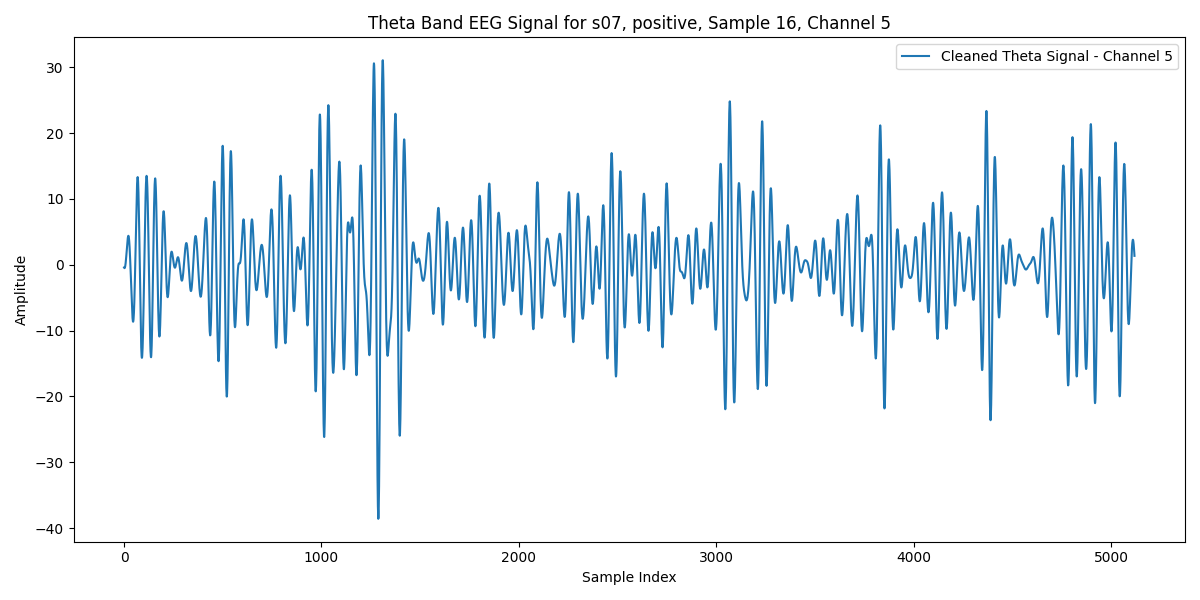 Theta Band EEG Signal for s07, positive, Sample 16, Channel 5
Cleaned Theta Signal - Channel 5
Amplitude
30
20
10
0
−10
−20
−30
−40
0 1000 2000 3000 4000 5000
Sample Index